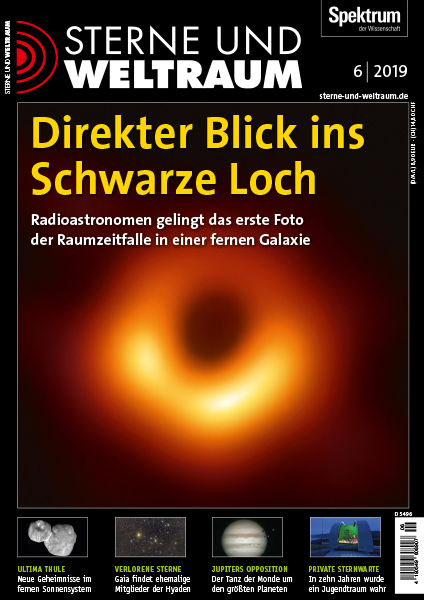 STERNE UND WELTRAUM
STERNE UND
WELTRAUM
Spektrum
der Wissenschaft
6 | 2019
sterne-und-weltraum.de
Direkter Blick ins
Schwarze Loch
Radioastronomen gelingt das erste Foto
der Raumzeitfalle in einer fernen Galaxie
D 5496
06
ULTIMA THULE
Neue Geheimnisse im
fernen Sonnensystem
VERLORENE STERNE
Gaia findet ehemalige
Mitglieder der Hyaden
JUPITERS OPPOSITION
Der Tanz der Monde um
den größten Planeten
PRIVATE STERNWARTE
In zehn Jahren wurde
ein Jugendtraum wahr